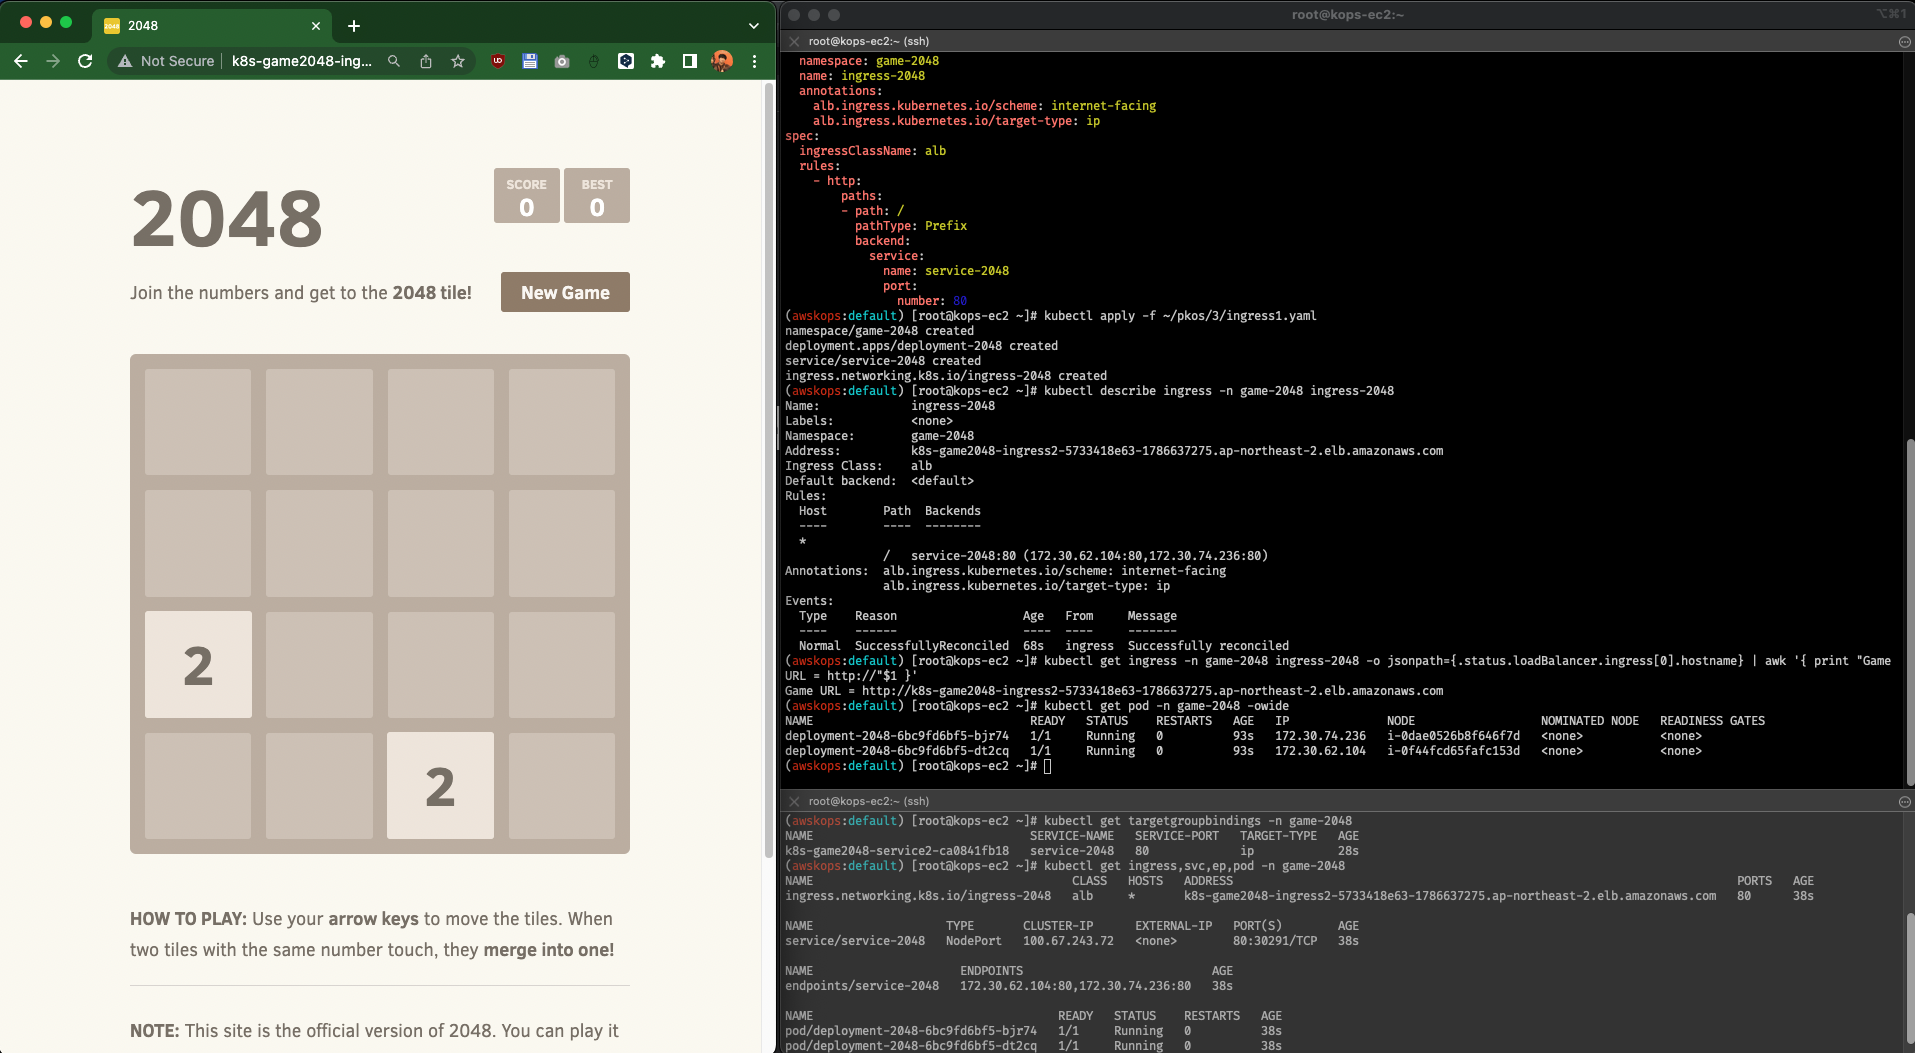 2048
Not Secure
k8s-game2048-ing...
2048
SCORE
0
BEST
0
Join the numbers and get to the 2048 tile!
New Game
2
2
HOW TO PLAY: Use your arrow keys to move the tiles. When
two tiles with the same number touch, they merge into one!
NOTE: This site is the official version of 2048. You can play it
root@kops-ec2:~
⌥⌘1
root@kops-ec2:~ (ssh)
namespace: game-2048
name: ingress-2048
annotations:
alb.ingress.kubernetes.io/scheme: internet-facing
alb.ingress.kubernetes.io/target-type: ip
spec:
ingressClassName: alb
rules:
- http:
paths:
- path: /
pathType: Prefix
backend:
service:
name: service-2048
port:
number: 80
(awskops:default) [root@kops-ec2 ~]# kubectl apply -f ~/pkos/3/ingress1.yaml
namespace/game-2048 created
deployment.apps/deployment-2048 created
service/service-2048 created
ingress.networking.k8s.io/ingress-2048 created
(awskops:default) [root@kops-ec2 ~]# kubectl describe ingress -n game-2048 ingress-2048
Name: ingress-2048
Labels: <none>
Namespace: game-2048
Address: k8s-game2048-ingress2-5733418e63-1786637275.ap-northeast-2.elb.amazonaws.com
Ingress Class: alb
Default backend: <default>
Rules:
Host Path Backends
---- ---- --------
*
/ service-2048:80 (172.30.62.104:80,172.30.74.236:80)
Annotations: alb.ingress.kubernetes.io/scheme: internet-facing
alb.ingress.kubernetes.io/target-type: ip
Events:
Type Reason Age From Message
---- ------ ---- ---- -------
Normal SuccessfullyReconciled 68s ingress Successfully reconciled
(awskops:default) [root@kops-ec2 ~]# kubectl get ingress -n game-2048 ingress-2048 -o jsonpath={.status.loadBalancer.ingress[0].hostname} | awk '{ print "Game
URL = http://"$1 }'
Game URL = http://k8s-game2048-ingress2-5733418e63-1786637275.ap-northeast-2.elb.amazonaws.com
(awskops:default) [root@kops-ec2 ~]# kubectl get pod -n game-2048 -owide
NAME READY STATUS RESTARTS AGE IP NODE NOMINATED NODE READINESS GATES
deployment-2048-6bc9fd6bf5-bjr74 1/1 Running 0 93s 172.30.74.236 i-0dae0526b8f646f7d <none> <none>
deployment-2048-6bc9fd6bf5-dt2cq 1/1 Running 0 93s 172.30.62.104 i-0f44fcd65fafc153d <none> <none>
(awskops:default) [root@kops-ec2 ~]#
root@kops-ec2:~ (ssh)
(awskops:default) [root@kops-ec2 ~]# kubectl get targetgroupbindings -n game-2048
NAME SERVICE-NAME SERVICE-PORT TARGET-TYPE AGE
k8s-game2048-service2-ca0841fb18 service-2048 80 ip 28s
(awskops:default) [root@kops-ec2 ~]# kubectl get ingress,svc,ep,pod -n game-2048
NAME CLASS HOSTS ADDRESS PORTS AGE
ingress.networking.k8s.io/ingress-2048 alb * k8s-game2048-ingress2-5733418e63-1786637275.ap-northeast-2.elb.amazonaws.com 80 38s
NAME TYPE CLUSTER-IP EXTERNAL-IP PORT(S) AGE
service/service-2048 NodePort 100.67.243.72 <none> 80:30291/TCP 38s
NAME ENDPOINTS AGE
endpoints/service-2048 172.30.62.104:80,172.30.74.236:80 38s
NAME READY STATUS RESTARTS AGE
pod/deployment-2048-6bc9fd6bf5-bjr74 1/1 Running 0 38s
pod/deployment-2048-6bc9fd6bf5-dt2cq 1/1 Running 0 38s